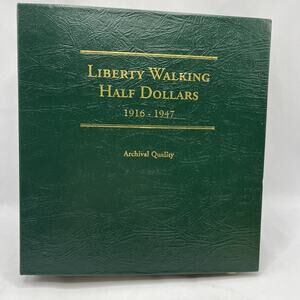 Liberty Walking
Half Dollars
1916 - 1947
Archival Quality